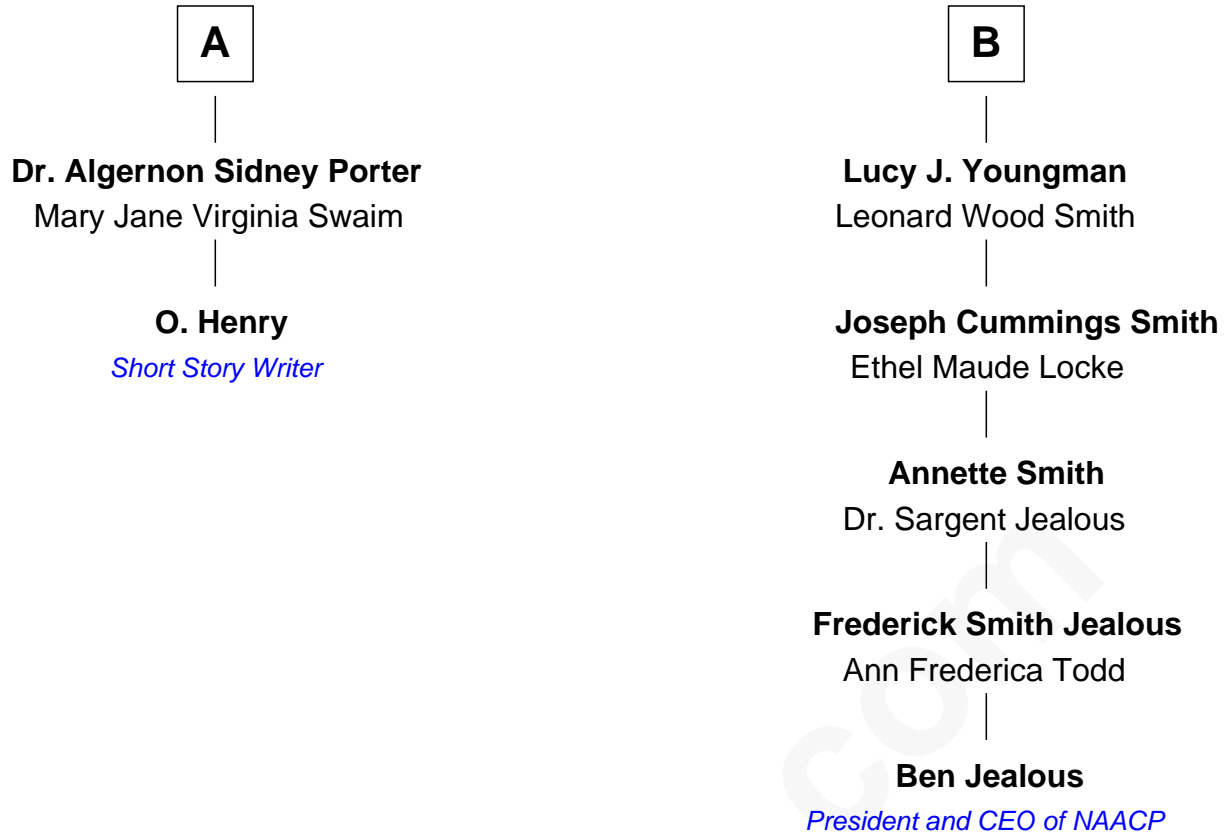 A
Dr. Algernon Sidney Porter
Mary Jane Virginia Swaim
O. Henry
Short Story Writer
B
Lucy J. Youngman
Leonard Wood Smith
Joseph Cummings Smith
Ethel Maude Locke
Annette Smith
Dr. Sargent Jealous
Frederick Smith Jealous
Ann Frederica Todd
Ben Jealous
President and CEO of NAACP
com